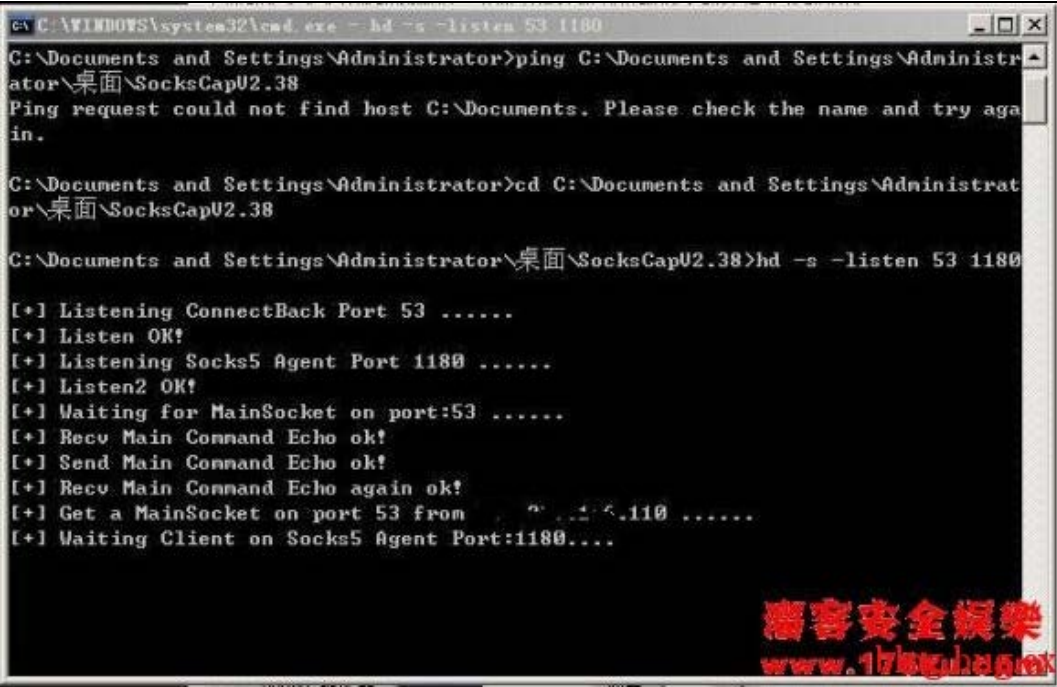 C:\WINDOWS\system32\cmd.exe - hd -s -listen 53 1180
C:\Documents and Settings\Administrator>ping C:\Documents and Settings\Administr
ator\桌面\SocksCapV2.38
Ping request could not find host C:\Documents. Please check the name and try aga
in.
C:\Documents and Settings\Administrator>cd C:\Documents and Settings\Administrat
or\桌面\SocksCapV2.38
C:\Documents and Settings\Administrator\桌面\SocksCapV2.38>hd -s -listen 53 1180
[+] Listening ConnectBack Port 53 ......
[+] Listen OK!
[+] Listening Socks5 Agent Port 1180 ......
[+] Listen2 OK!
[+] Waiting for MainSocket on port:53 ......
[+] Recv Main Command Echo ok!
[+] Send Main Command Echo ok!
[+] Recv Main Command Echo again ok!
[+] Get a MainSocket on port 53 from .110 ......
[+] Waiting Client on Socks5 Agent Port:1180....
客安全娛樂